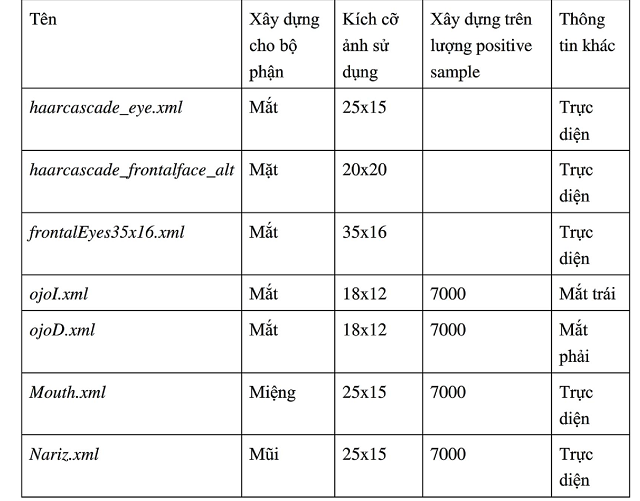 Tên Xây dựng Kích cỡ Xây dựng trên Thông
cho bộ ảnh sử lượng positive tin khác
phận dụng sample
haarcascade_eye.xml Mắt 25x15 Trực
diện
haarcascade_frontalface_alt Mặt 20x20 Trực
diện
frontalEyes35x16.xml Mắt 35x16 Trực
diện
ojoI.xml Mắt 18x12 7000 Mắt trái
ojoD.xml Mắt 18x12 7000 Mắt
phải
Mouth.xml Miệng 25x15 7000 Trực
diện
Nariz.xml Mũi 25x15 7000 Trực
diện